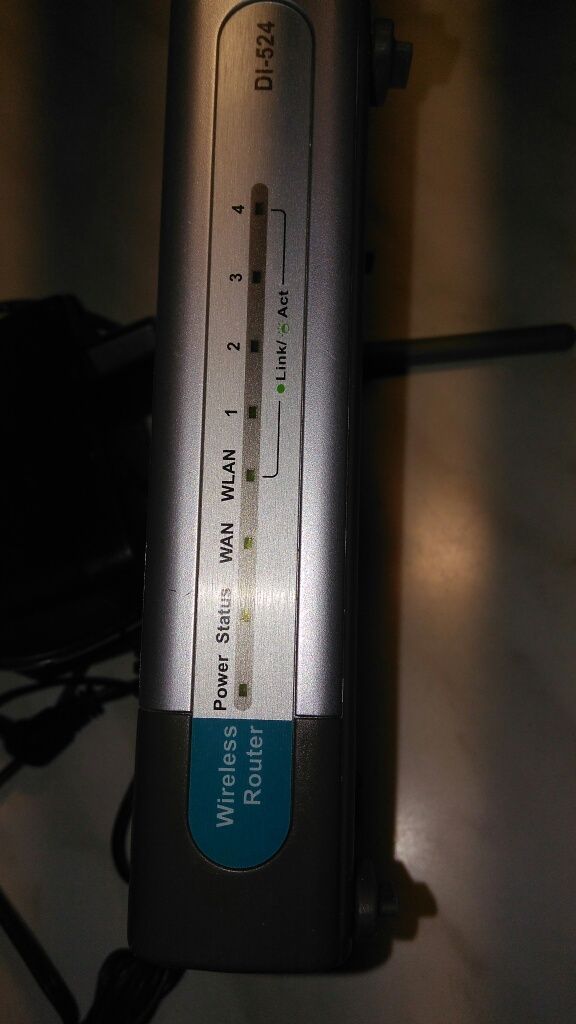 Wireless
Router
Power Status WAN WLAN 1 2 3 4
Link/ Act
DI-524